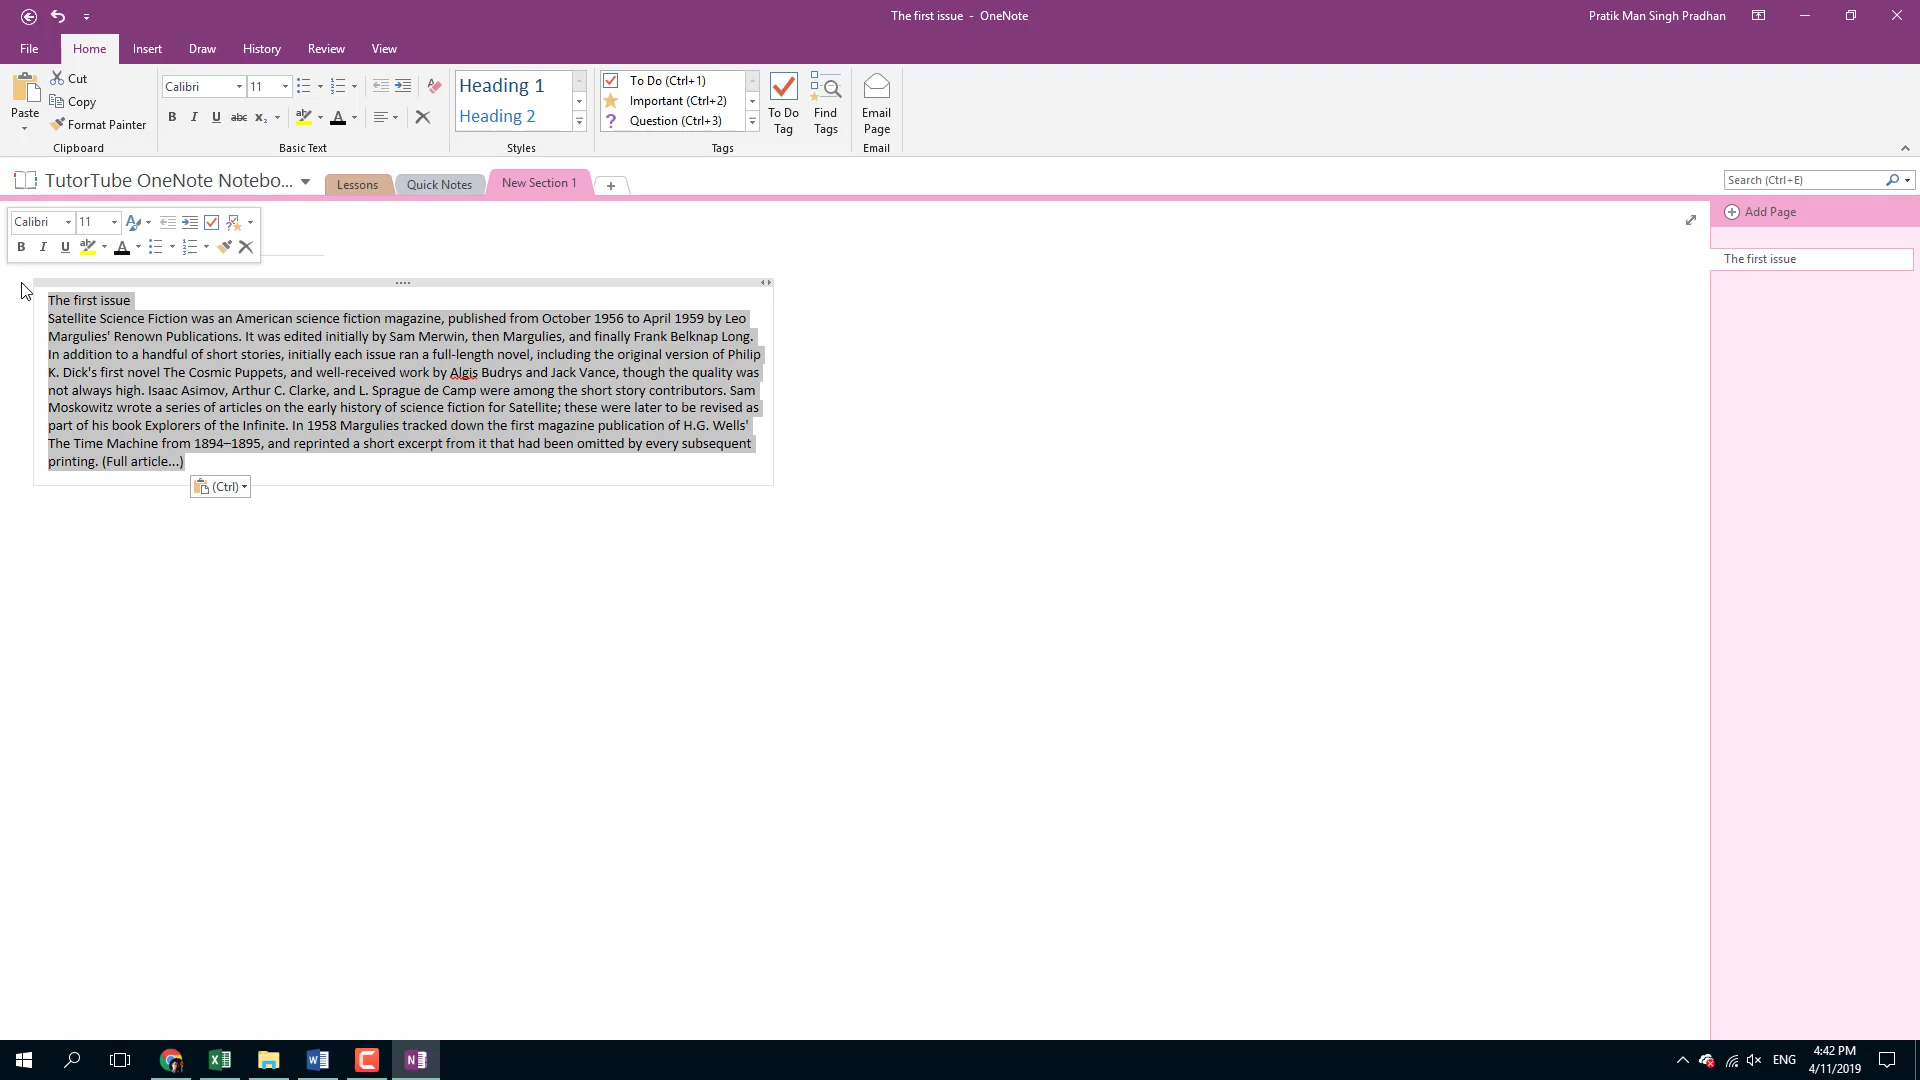 The first issue - OneNote
Pratik Man Singh Pradhan
File Home Insert Draw History Review View
Paste
Cut
Copy
Format Painter
Clipboard
Calibri 11
B I U abc x₂ ab A
Basic Text
Heading 1
Heading 2
Styles
To Do (Ctrl+1)
Important (Ctrl+2)
Question (Ctrl+3)
To Do
Tag
Find
Tags
Tags
Email
Page
Email
TutorTube OneNote Notebo...
Lessons
Quick Notes
New Section 1
Search (Ctrl+E)
Calibri 11
B I U ab A
Add Page
The first issue
The first issue
Satellite Science Fiction was an American science fiction magazine, published from October 1956 to April 1959 by Leo
Margulies' Renown Publications. It was edited initially by Sam Merwin, then Margulies, and finally Frank Belknap Long.
In addition to a handful of short stories, initially each issue ran a full-length novel, including the original version of Philip
K. Dick's first novel The Cosmic Puppets, and well-received work by Algis Budrys and Jack Vance, though the quality was
not always high. Isaac Asimov, Arthur C. Clarke, and L. Sprague de Camp were among the short story contributors. Sam
Moskowitz wrote a series of articles on the early history of science fiction for Satellite; these were later to be revised as
part of his book Explorers of the Infinite. In 1958 Margulies tracked down the first magazine publication of H.G. Wells'
The Time Machine from 1894–1895, and reprinted a short excerpt from it that had been omitted by every subsequent
printing. (Full article...)
(Ctrl)
ENG
4:42 PM
4/11/2019